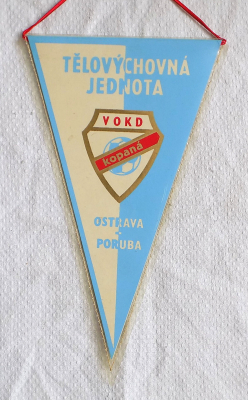 TĚLOVÝCHOVNÁ
JEDNOTA
VOKD
kopaná
OSTRAVA
-
PORUBA